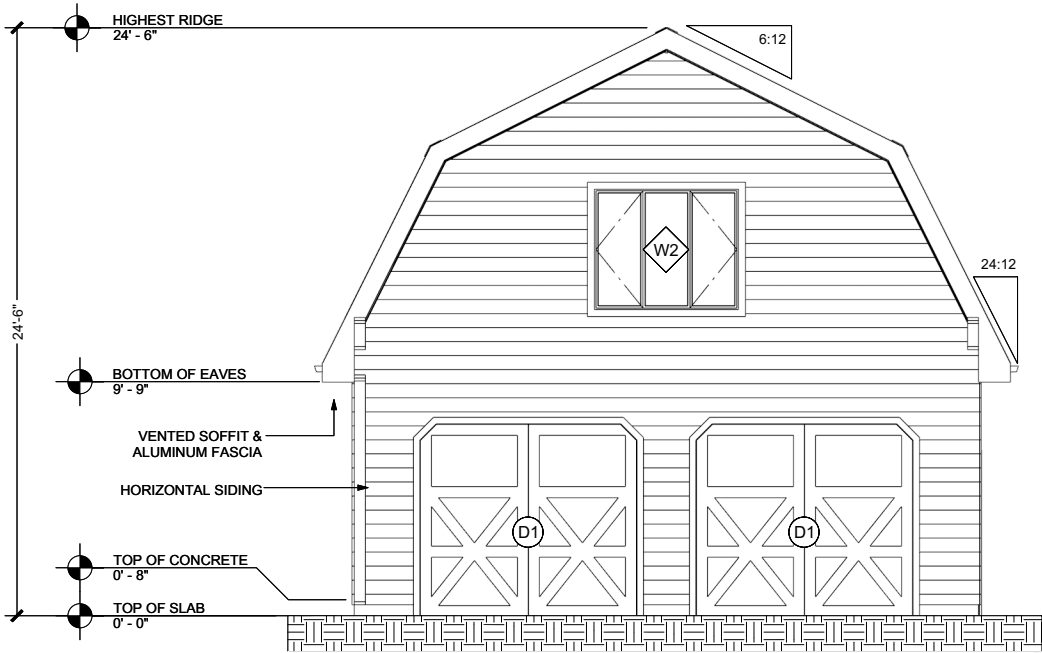 HIGHEST RIDGE
24' - 6"
6:12
24:12
24'-6"
W2
BOTTOM OF EAVES
9' - 9"
VENTED SOFFIT &
ALUMINUM FASCIA
HORIZONTAL SIDING
D1
D1
TOP OF CONCRETE
0' - 8"
TOP OF SLAB
0' - 0"